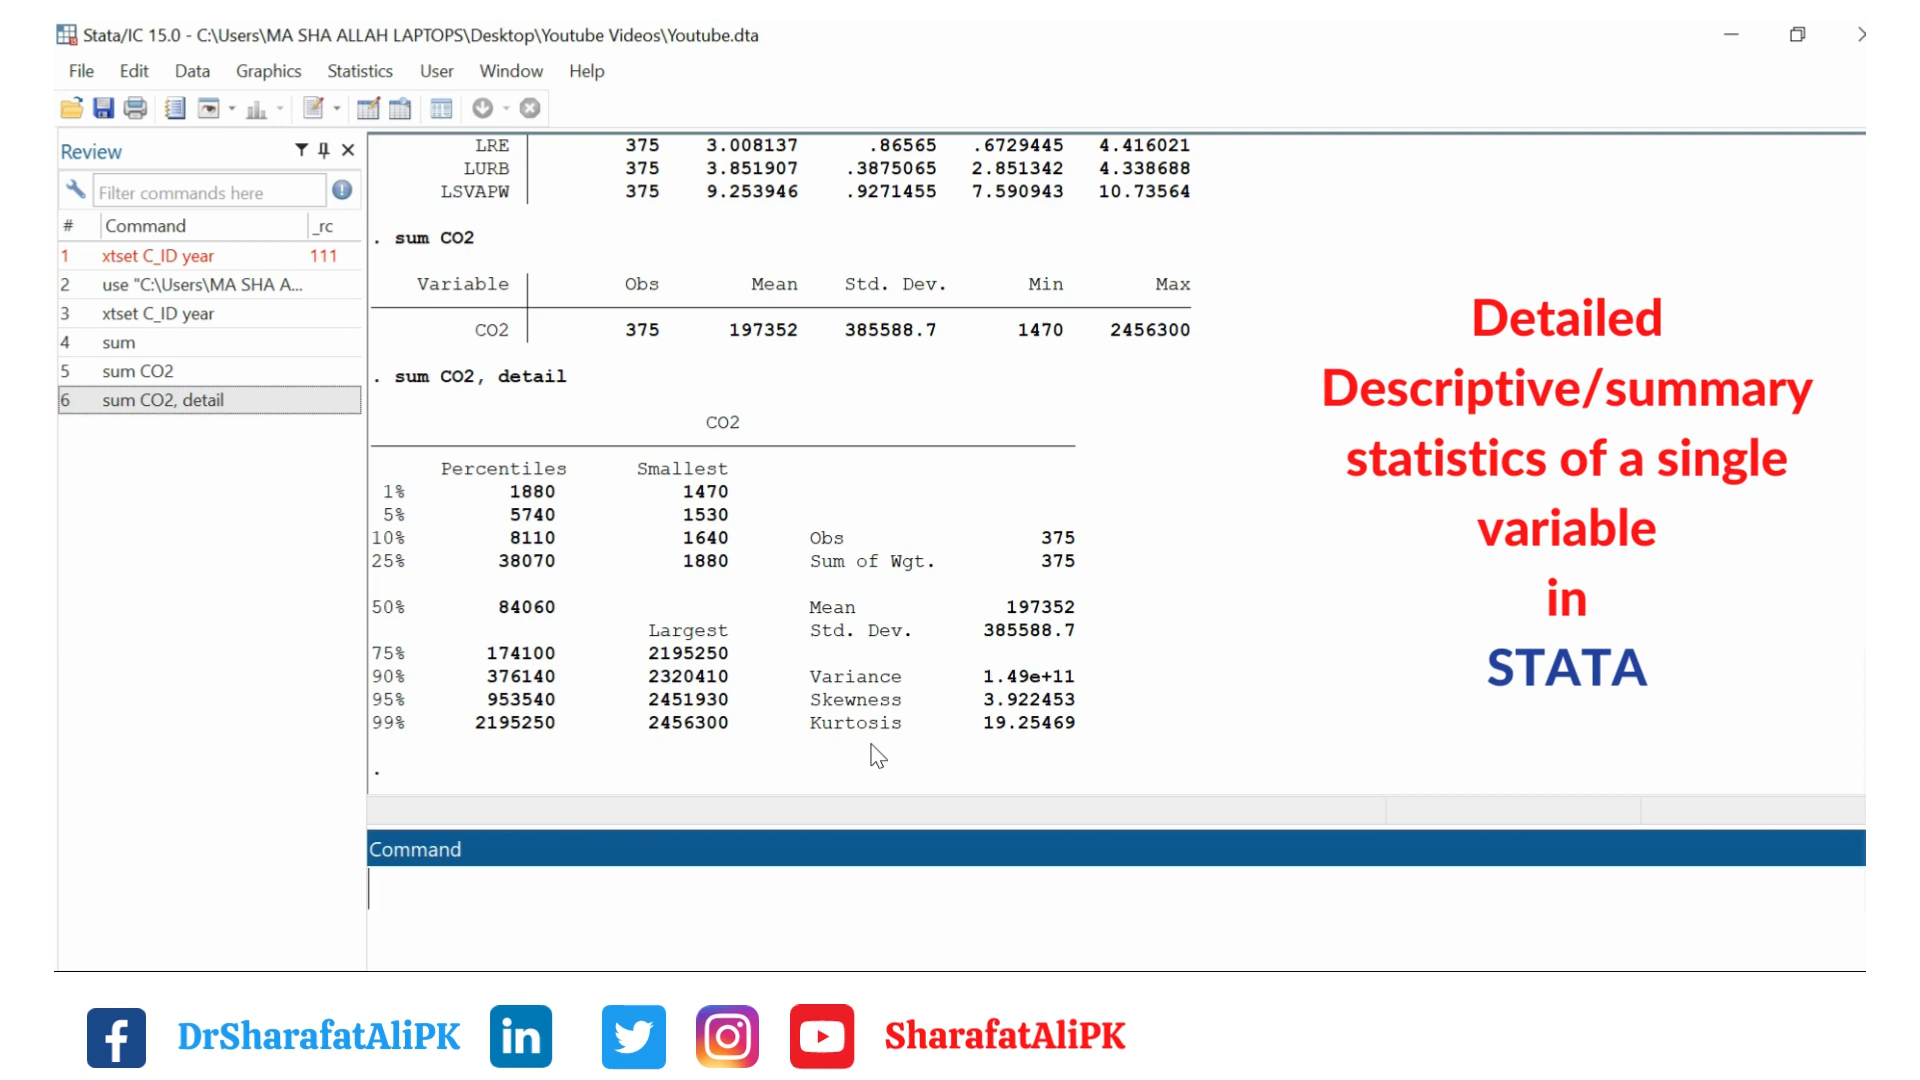 Stata/IC 15.0 - C:\Users\MA SHA ALLAH LAPTOPS\Desktop\Youtube Videos\Youtube.dta
File Edit Data Graphics Statistics User Window Help
Review
Filter commands here
# Command _rc
1 xtset C_ID year 111
2 use "C:\Users\MA SHA A...
3 xtset C_ID year
4 sum
5 sum CO2
6 sum CO2, detail
LRE 375 3.008137 .86565 .6729445 4.416021
LURB 375 3.851907 .3875065 2.851342 4.338688
LSVAPW 375 9.253946 .9271455 7.590943 10.73564
. sum CO2
Variable Obs Mean Std. Dev. Min Max
CO2 375 197352 385588.7 1470 2456300
. sum CO2, detail
CO2
Percentiles Smallest
1% 1880 1470
5% 5740 1530
10% 8110 1640 Obs 375
25% 38070 1880 Sum of Wgt. 375
50% 84060 Mean 197352
Largest Std. Dev. 385588.7
75% 174100 2195250
90% 376140 2320410 Variance 1.49e+11
95% 953540 2451930 Skewness 3.922453
99% 2195250 2456300 Kurtosis 19.25469
.
Command
Detailed
Descriptive/summary
statistics of a single
variable
in
STATA
DrSharafatAliPK SharafatAliPK